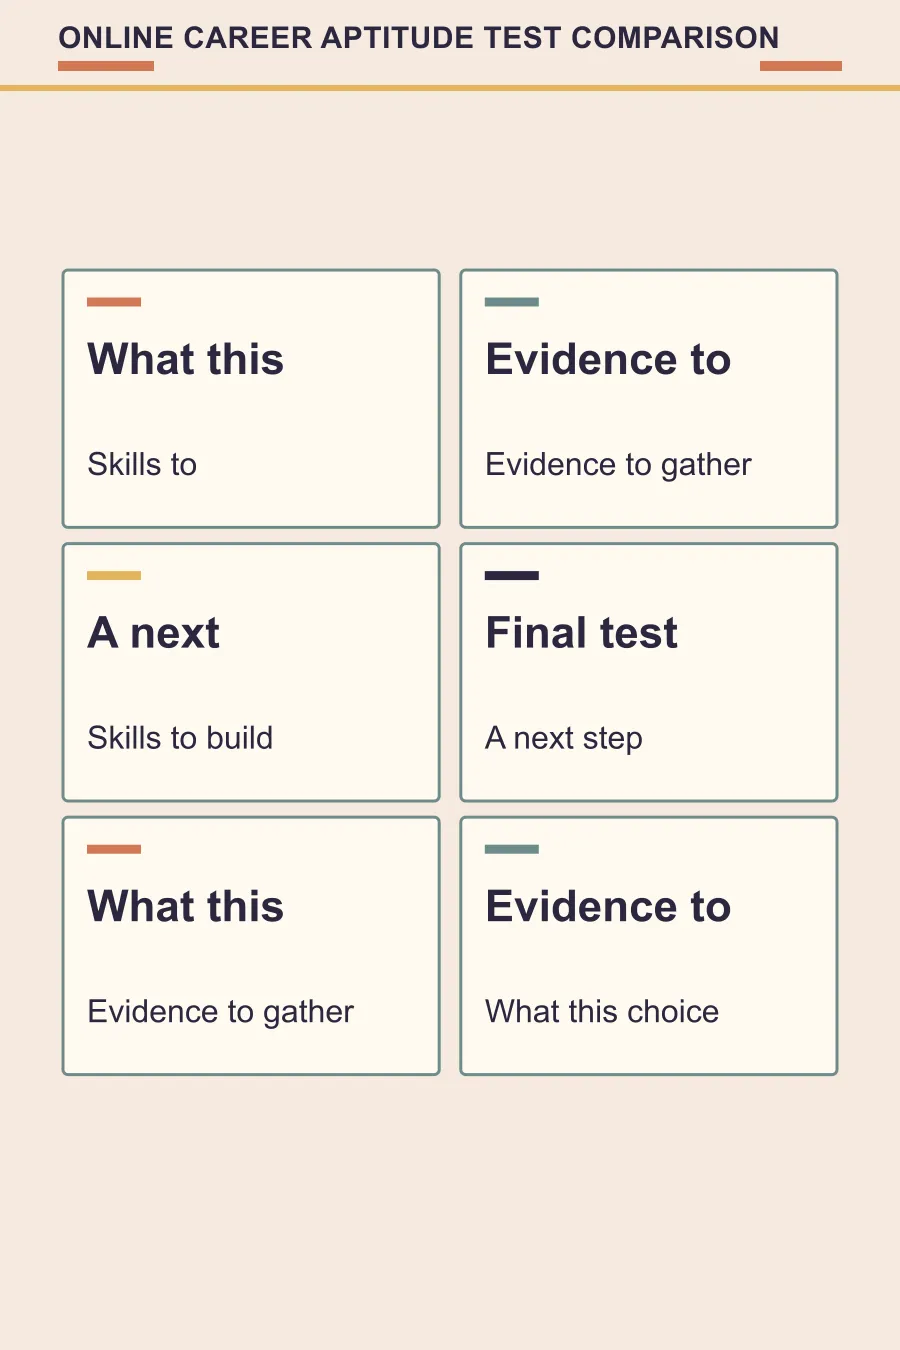 ONLINE CAREER APTITUDE TEST COMPARISON
What this
Skills to
Evidence to
Evidence to gather
A next
Skills to build
Final test
A next step
What this
Evidence to gather
Evidence to
What this choice